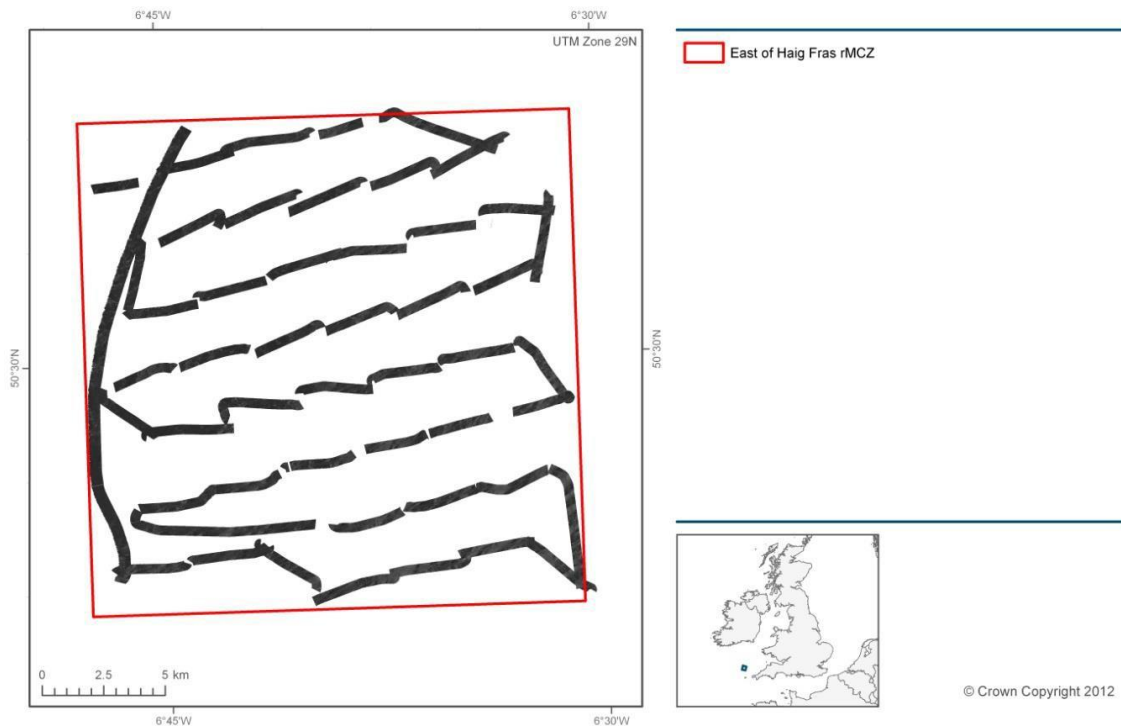 6°45'W
6°30'W
UTM Zone 29N
East of Haig Fras rMCZ
50°30'N
50°30'N
0 2.5 5 km
© Crown Copyright 2012
6°45'W
6°30'W